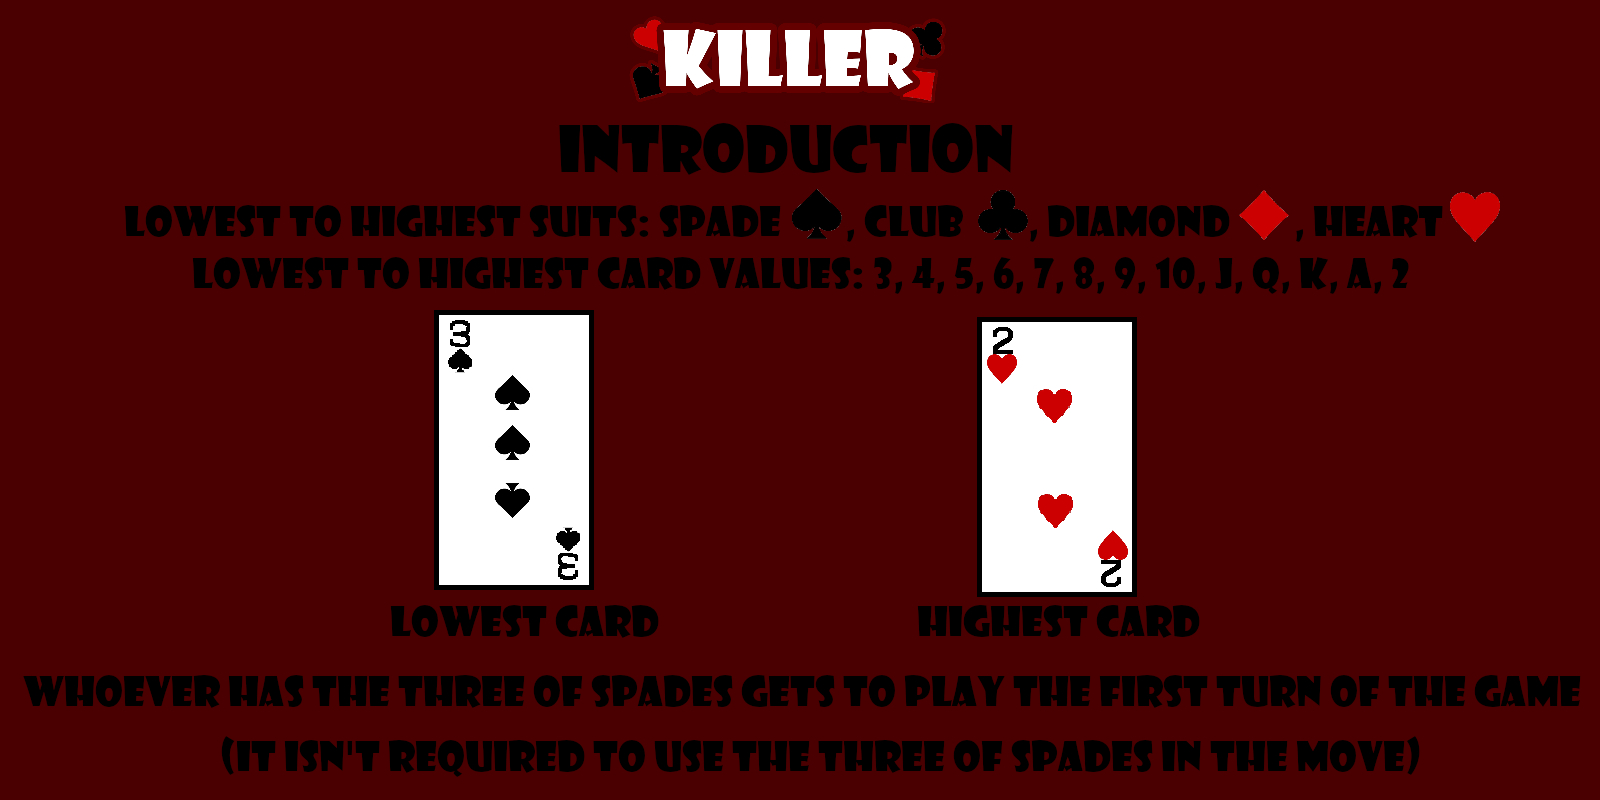 KILLER
INTRODUCTION
LOWEST TO HIGHEST SUITS: SPADE ♠, CLUB ♣, DIAMOND ♦, HEART ♥
LOWEST TO HIGHEST CARD VALUES: 3, 4, 5, 6, 7, 8, 9, 10, J, Q, K, A, 2
3
3
LOWEST CARD
2
2
HIGHEST CARD
WHOEVER HAS THE THREE OF SPADES GETS TO PLAY THE FIRST TURN OF THE GAME
(IT ISN'T REQUIRED TO USE THE THREE OF SPADES IN THE MOVE)